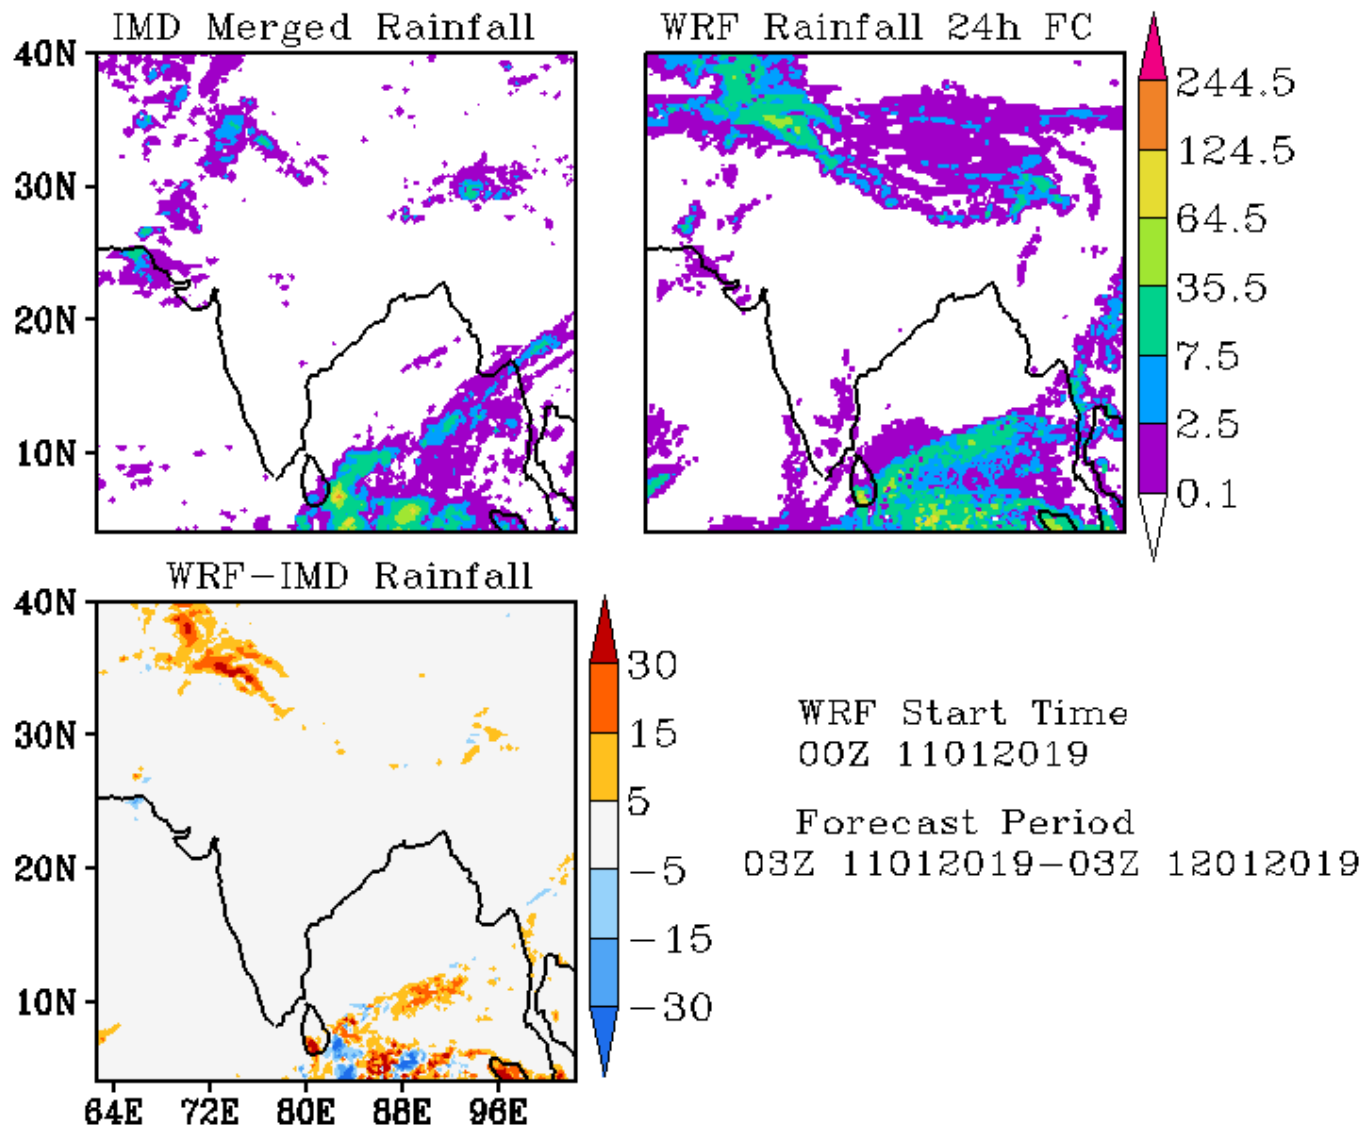 IMD Merged Rainfall
WRF Rainfall 24h FC
40N
30N
20N
10N
244.5
124.5
64.5
35.5
7.5
2.5
0.1
WRF-IMD Rainfall
40N
30N
20N
10N
64E 72E 80E 88E 96E
30
15
5
-5
-15
-30
WRF Start Time
00Z 11012019
Forecast Period
03Z 11012019-03Z 12012019